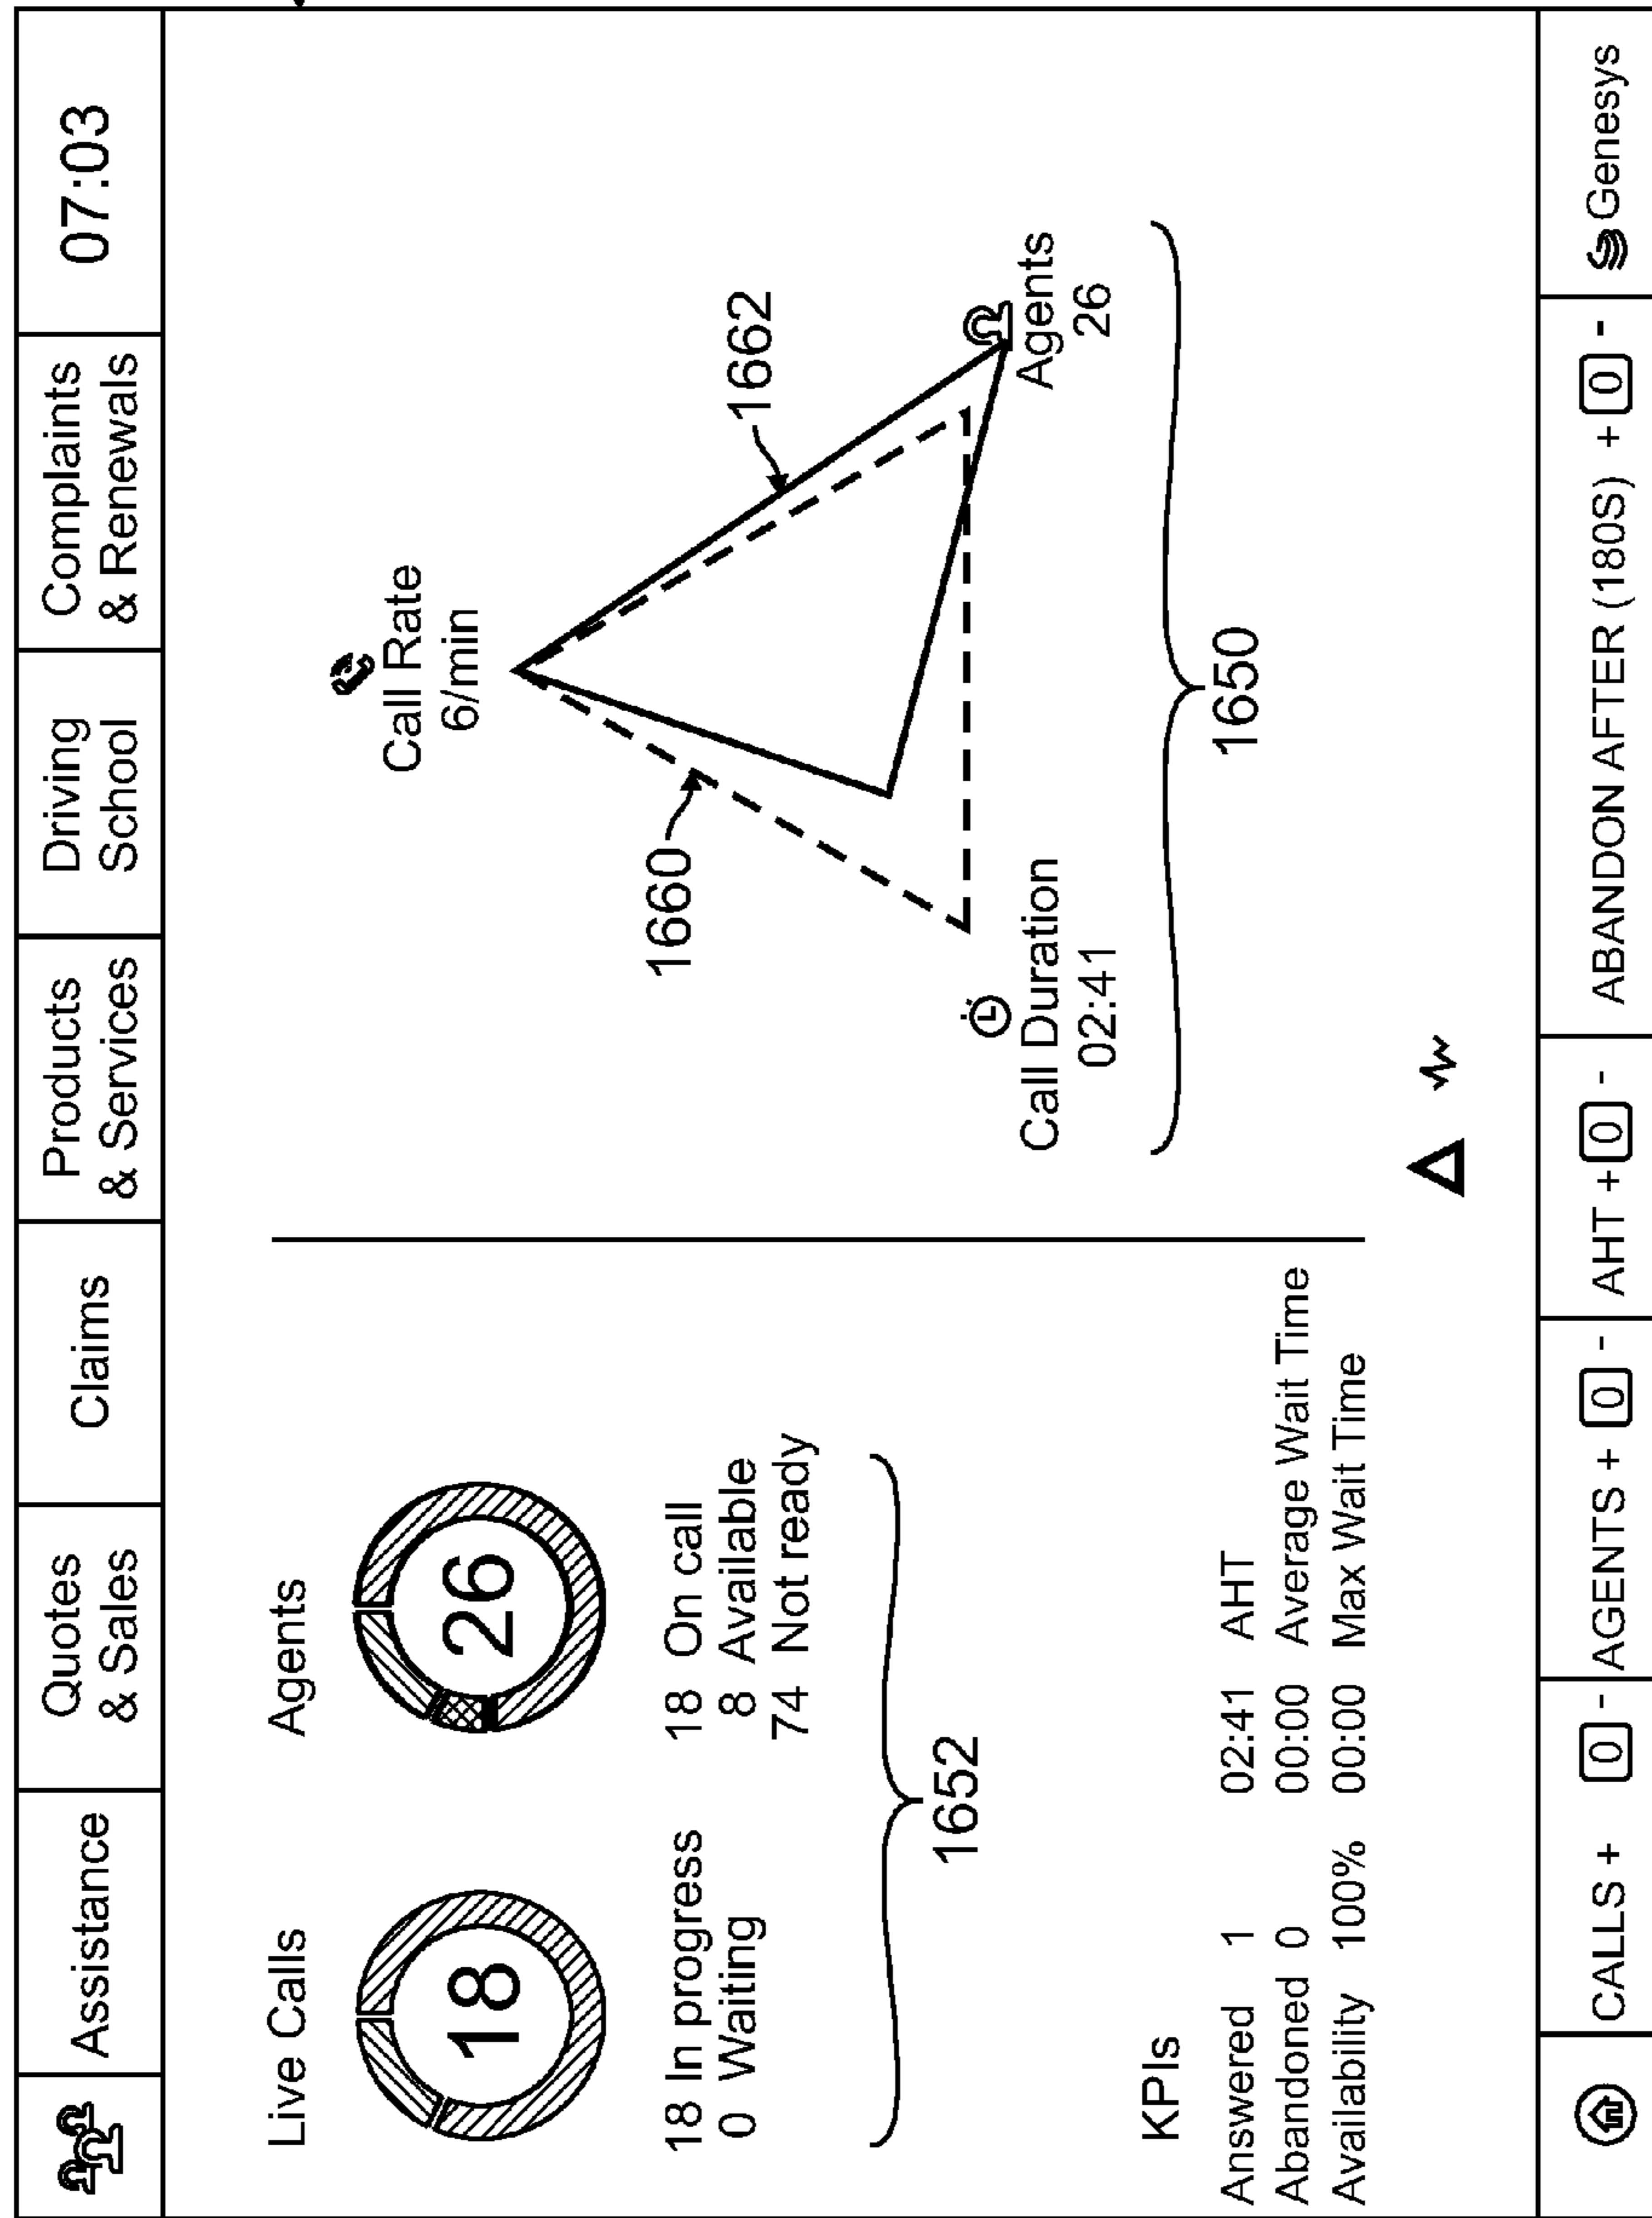 Assistance
Quotes
& Sales
Claims
Products
& Services
Driving
School
Complaints
& Renewals
07:03
Live Calls
18
18 In progress
0 Waiting
Agents
26
18 On call
8 Available
74 Not ready
1652
KPIs
Answered 1 02:41 AHT
Abandoned 0 00:00 Average Wait Time
Availability 100% 00:00 Max Wait Time
Call Rate
6/min
1660
1662
Call Duration
02:41
Agents
26
1650
CALLS + 0 -
AGENTS + 0 -
AHT + 0 -
ABANDON AFTER (180S) + 0 -
Genesys